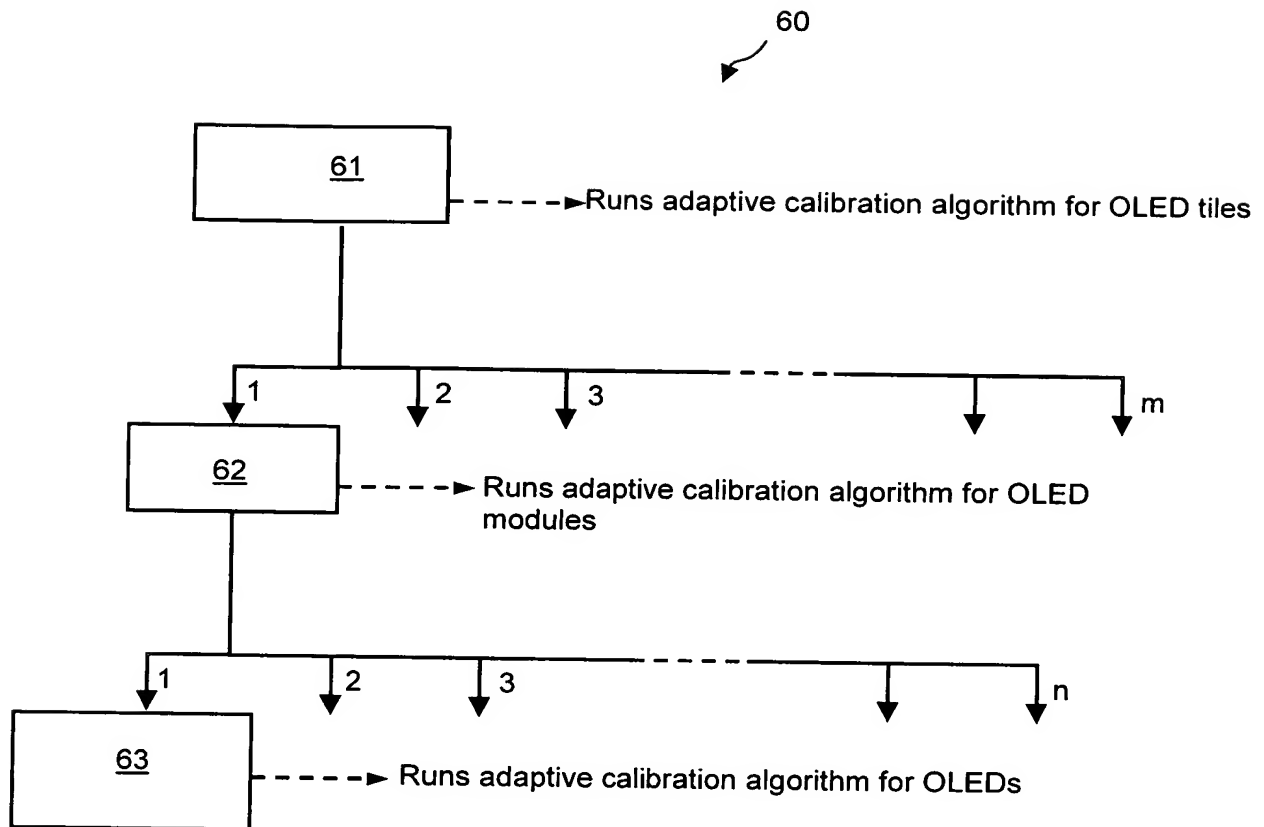 60
61
Runs adaptive calibration algorithm for OLED tiles
1
2
3
m
62
Runs adaptive calibration algorithm for OLED
modules
1
2
3
n
63
Runs adaptive calibration algorithm for OLEDs